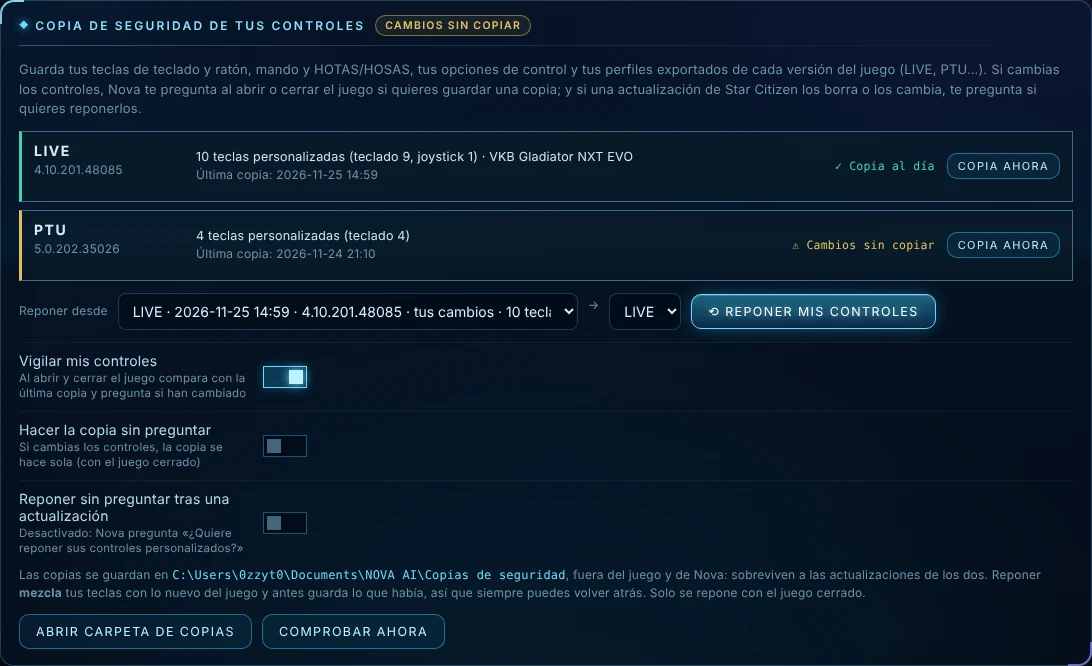 COPIA DE SEGURIDAD DE TUS CONTROLES CAMBIOS SIN COPIAR
Guarda tus teclas de teclado y ratón, mando y HOTAS/HOSAS, tus opciones de control y tus perfiles exportados de cada versión del juego (LIVE, PTU...). Si cambias
los controles, Nova te pregunta al abrir o cerrar el juego si quieres guardar una copia; y si una actualización de Star Citizen los borra o los cambia, te pregunta si
quieres reponerlos.
LIVE
4.10.201.48085
10 teclas personalizadas (teclado 9, joystick 1) · VKB Gladiator NXT EVO
Última copia: 2026-11-25 14:59
✓ Copia al día
COPIA AHORA
PTU
5.0.202.35026
4 teclas personalizadas (teclado 4)
Última copia: 2026-11-24 21:10
⚠ Cambios sin copiar
COPIA AHORA
Reponer desde LIVE · 2026-11-25 14:59 · 4.10.201.48085 · tus cambios · 10 tecla → LIVE ⟲ REPONER MIS CONTROLES
Vigilar mis controles
Al abrir y cerrar el juego compara con la
última copia y pregunta si han cambiado
Hacer la copia sin preguntar
Si cambias los controles, la copia se
hace sola (con el juego cerrado)
Reponer sin preguntar tras una
actualización
Desactivado: Nova pregunta «¿Quiere
reponer sus controles personalizados?»
Las copias se guardan en C:\Users\0zzyt0\Documents\NOVA AI\Copias de seguridad, fuera del juego y de Nova: sobreviven a las actualizaciones de los dos. Reponer
mezcla tus teclas con lo nuevo del juego y antes guarda lo que había, así que siempre puedes volver atrás. Solo se repone con el juego cerrado.
ABRIR CARPETA DE COPIAS COMPROBAR AHORA